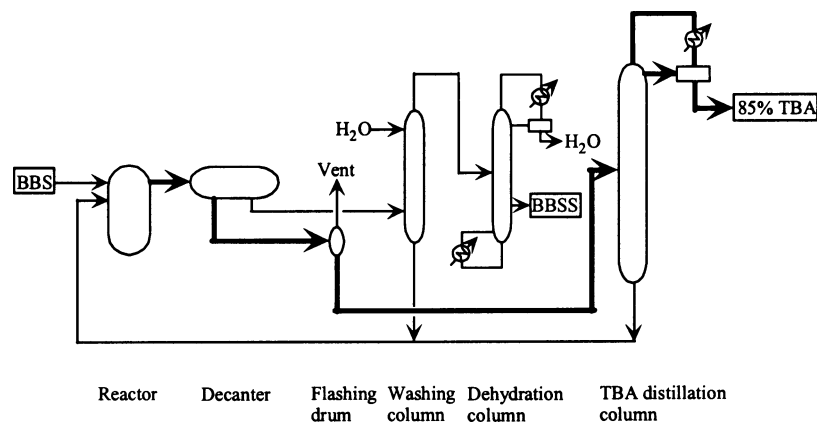 85% TBA
H₂O
H₂O
Vent
BBS
BBSS
Reactor
Decanter
Flashing
drum
Washing
column
Dehydration
column
TBA distillation
column